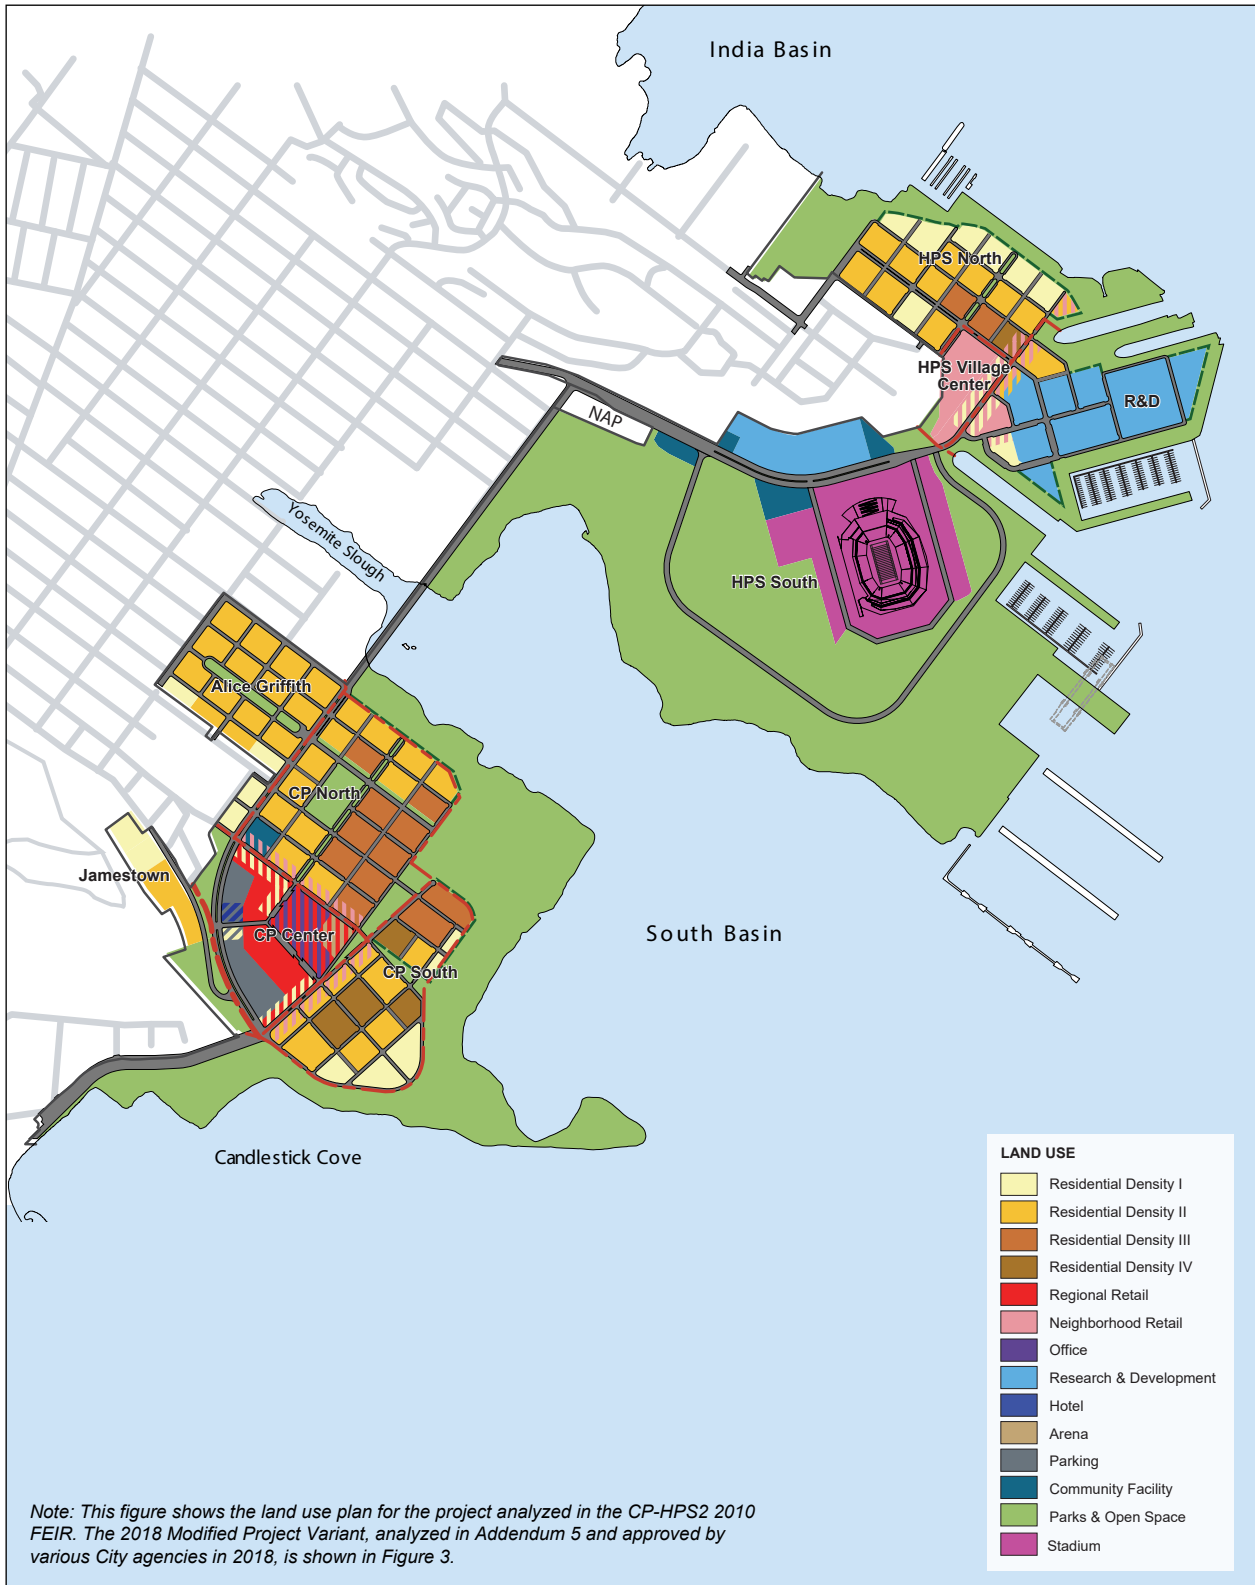 India Basin
HPS North
HPS Village
Center
R&D
NAP
Yosemite Slough
HPS South
Alice Griffith
CP North
Jamestown
CP Center
South Basin
CP South
Candlestick Cove
LAND USE
Residential Density I
Residential Density II
Residential Density III
Residential Density IV
Regional Retail
Neighborhood Retail
Office
Research & Development
Hotel
Arena
Parking
Community Facility
Parks & Open Space
Stadium
Note: This figure shows the land use plan for the project analyzed in the CP-HPS2 2010
FEIR. The 2018 Modified Project Variant, analyzed in Addendum 5 and approved by
various City agencies in 2018, is shown in Figure 3.